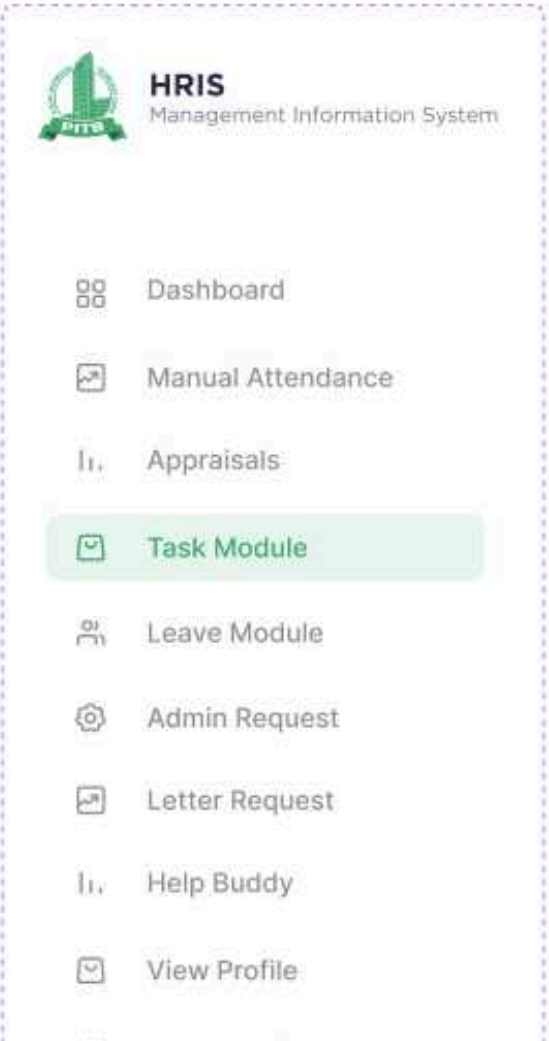 HRIS
Management Information System
PITB
Dashboard
Manual Attendance
Appraisals
Task Module
Leave Module
Admin Request
Letter Request
Help Buddy
View Profile